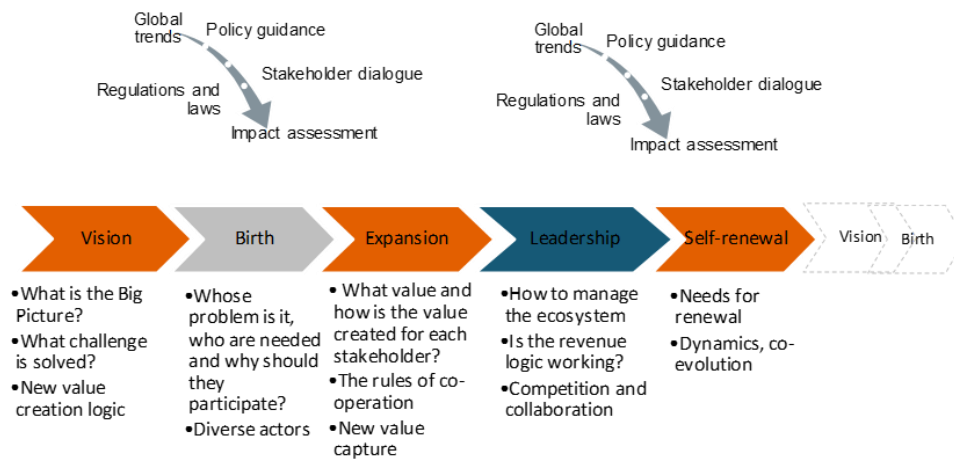 Global
trends
Policy guidance
Stakeholder dialogue
Regulations and
laws
Impact assessment
Global
trends
Policy guidance
Stakeholder dialogue
Regulations and
laws
Impact assessment
Vision
Birth
Expansion
Leadership
Self-renewal
Vision
Birth
•What is the Big
Picture?
•What challenge
is solved?
•New value
creation logic
•Whose
problem is it,
who are needed
and why should
they
participate?
•Diverse actors
• What value and
how is the value
created for each
stakeholder?
•The rules of co-
operation
•New value
capture
•How to manage
the ecosystem
•Is the revenue
logic working?
•Competition and
collaboration
•Needs for
renewal
•Dynamics, co-
evolution